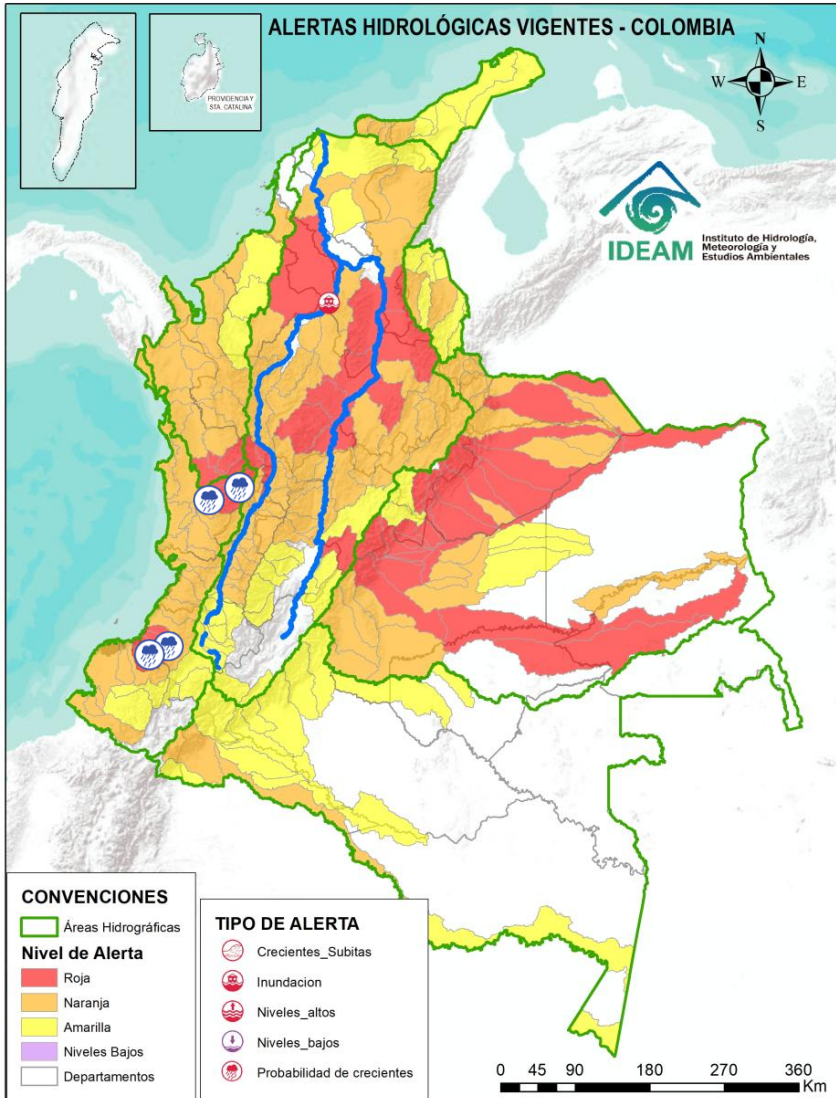 ALERTAS HIDROLÓGICAS VIGENTES - COLOMBIA
PROVIDENCIA Y
STA. CATALINA
N
W
E
S
IDEAM
Instituto de Hidrología,
Meteorología y
Estudios Ambientales
CONVENCIONES
Áreas Hidrográficas
Nivel de Alerta
Roja
Naranja
Amarilla
Niveles Bajos
Departamentos
TIPO DE ALERTA
Crecientes_Subitas
Inundacion
Niveles_altos
Niveles_bajos
Probabilidad de crecientes
0 45 90 180 270 360
Km